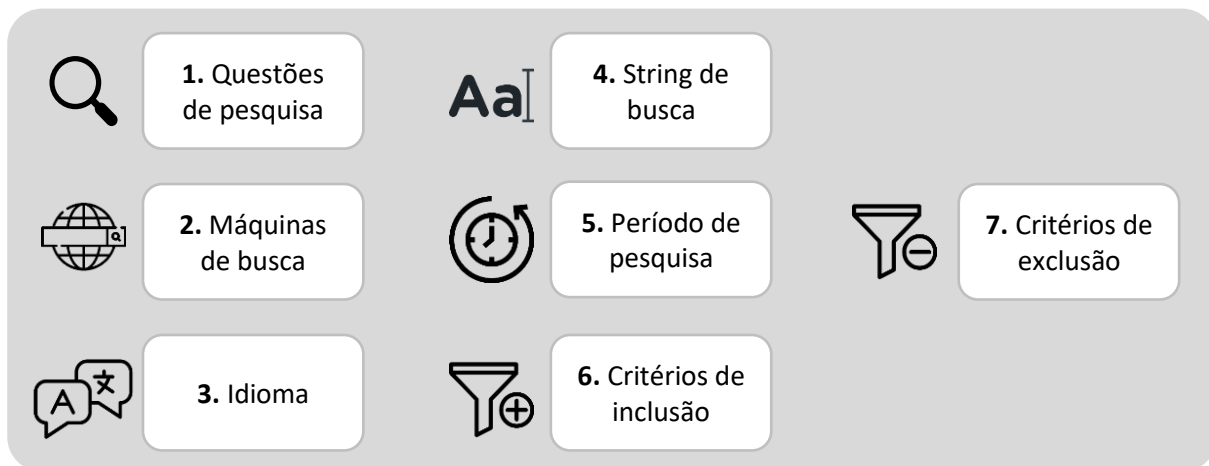 1. Questões
de pesquisa
2. Máquinas
de busca
A 文
3. Idioma
Aa
4. String de
busca
5. Período de
pesquisa
6. Critérios de
inclusão
7. Critérios de
exclusão